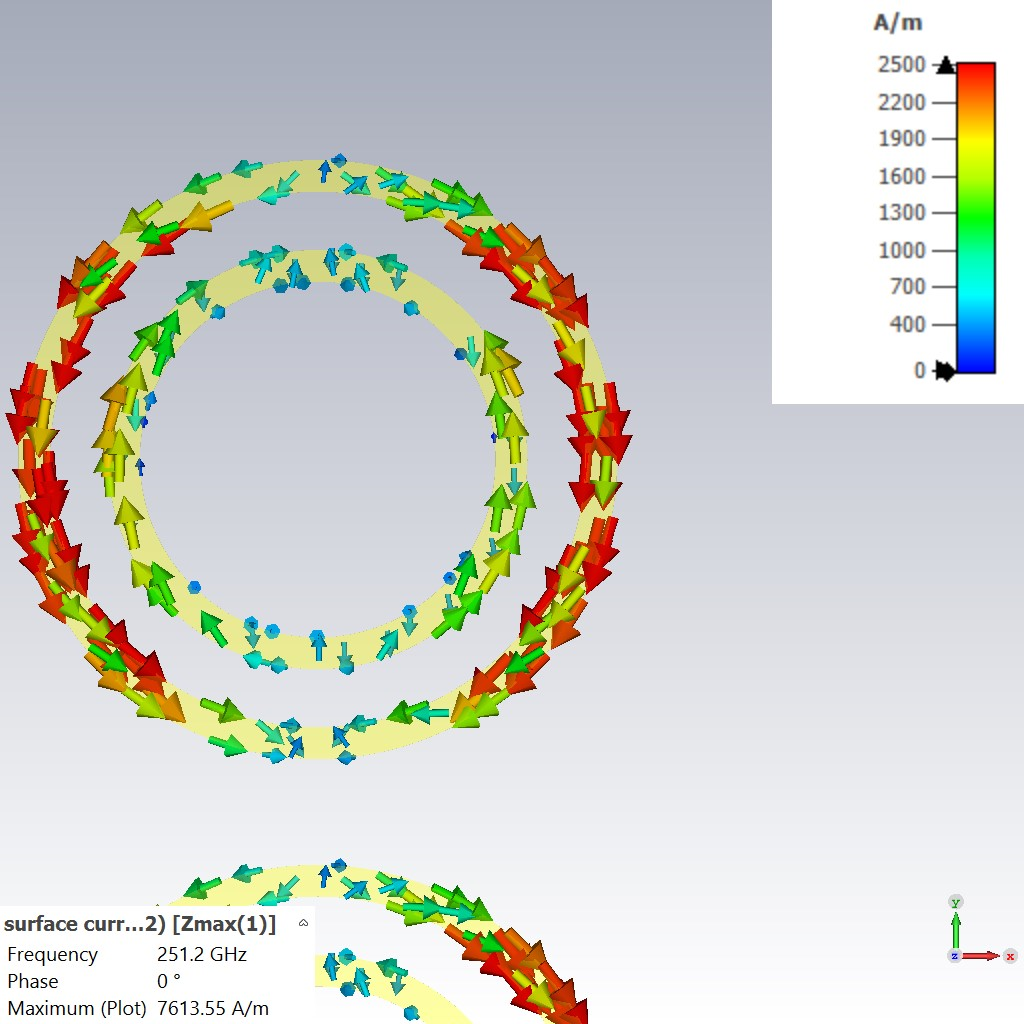 A/m
2500
2200
1900
1600
1300
1000
700
400
0
y
z x
surface curr...2) [Zmax(1)]
Frequency 251.2 GHz
Phase 0 °
Maximum (Plot) 7613.55 A/m